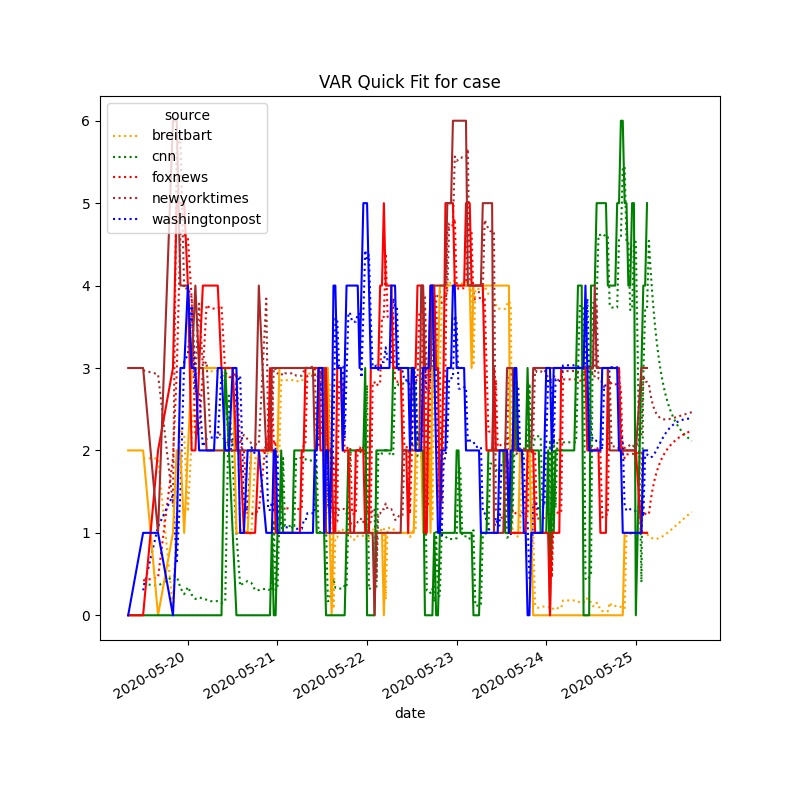 VAR Quick Fit for case
source
breitbart
cnn
foxnews
newyorktimes
washingtonpost
6
5
4
3
2
1
0
2020-05-20
2020-05-21
2020-05-22
2020-05-23
2020-05-24
2020-05-25
date